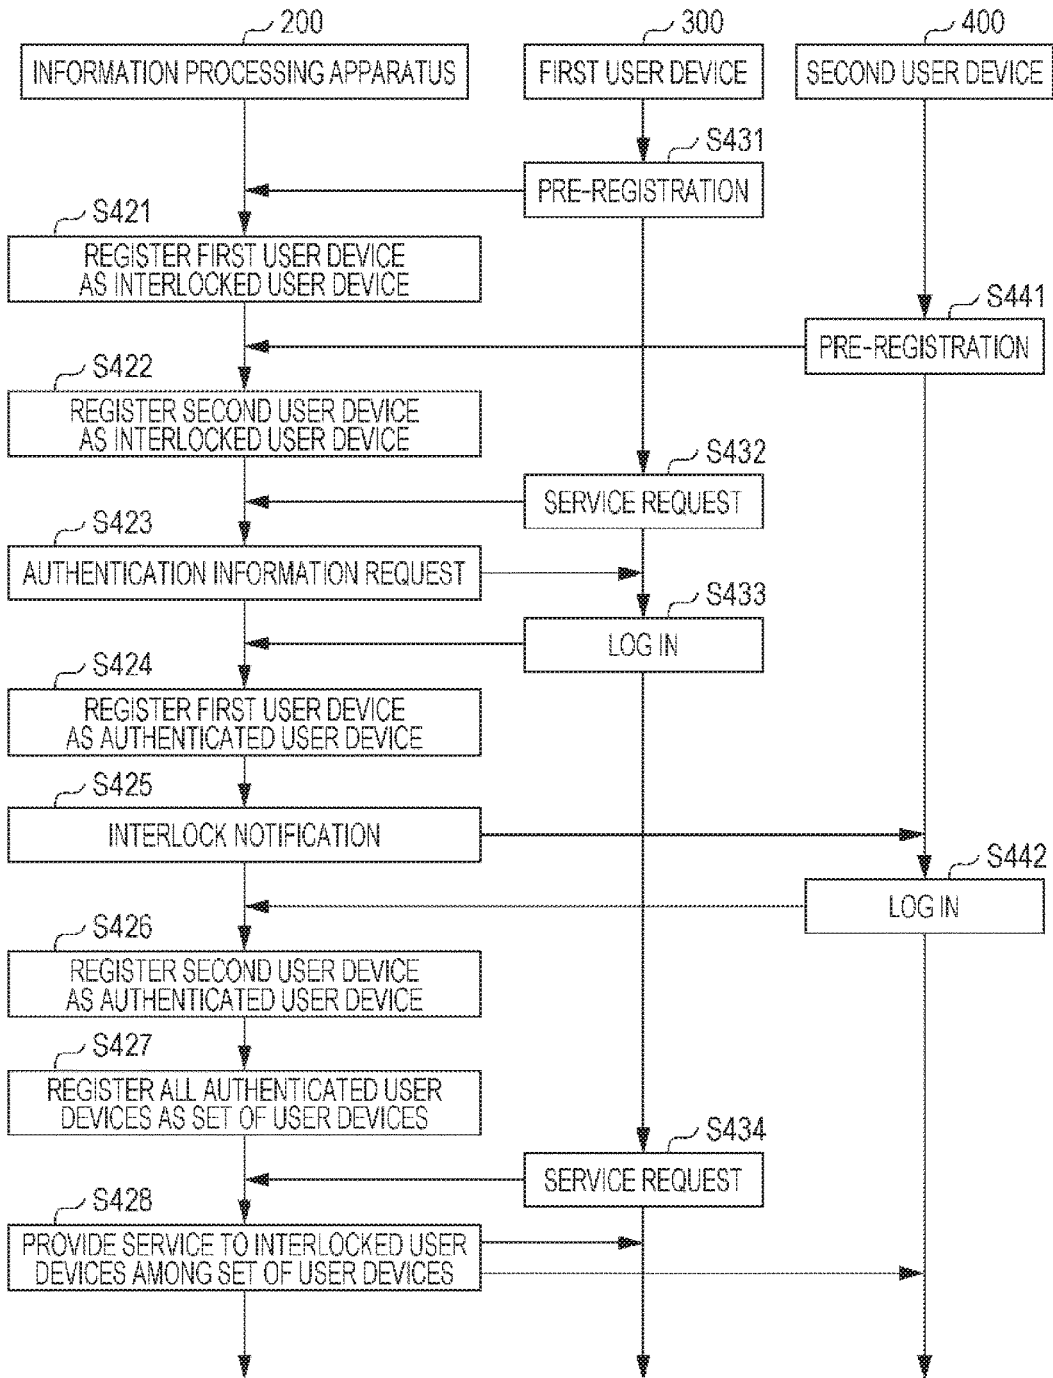 200
300
400
INFORMATION PROCESSING APPARATUS
FIRST USER DEVICE
SECOND USER DEVICE
S431
PRE-REGISTRATION
S421
REGISTER FIRST USER DEVICE
AS INTERLOCKED USER DEVICE
S441
PRE-REGISTRATION
S422
REGISTER SECOND USER DEVICE
AS INTERLOCKED USER DEVICE
S432
SERVICE REQUEST
S423
AUTHENTICATION INFORMATION REQUEST
S433
LOG IN
S424
REGISTER FIRST USER DEVICE
AS AUTHENTICATED USER DEVICE
S425
INTERLOCK NOTIFICATION
S442
LOG IN
S426
REGISTER SECOND USER DEVICE
AS AUTHENTICATED USER DEVICE
S427
REGISTER ALL AUTHENTICATED USER
DEVICES AS SET OF USER DEVICES
S434
SERVICE REQUEST
S428
PROVIDE SERVICE TO INTERLOCKED USER
DEVICES AMONG SET OF USER DEVICES